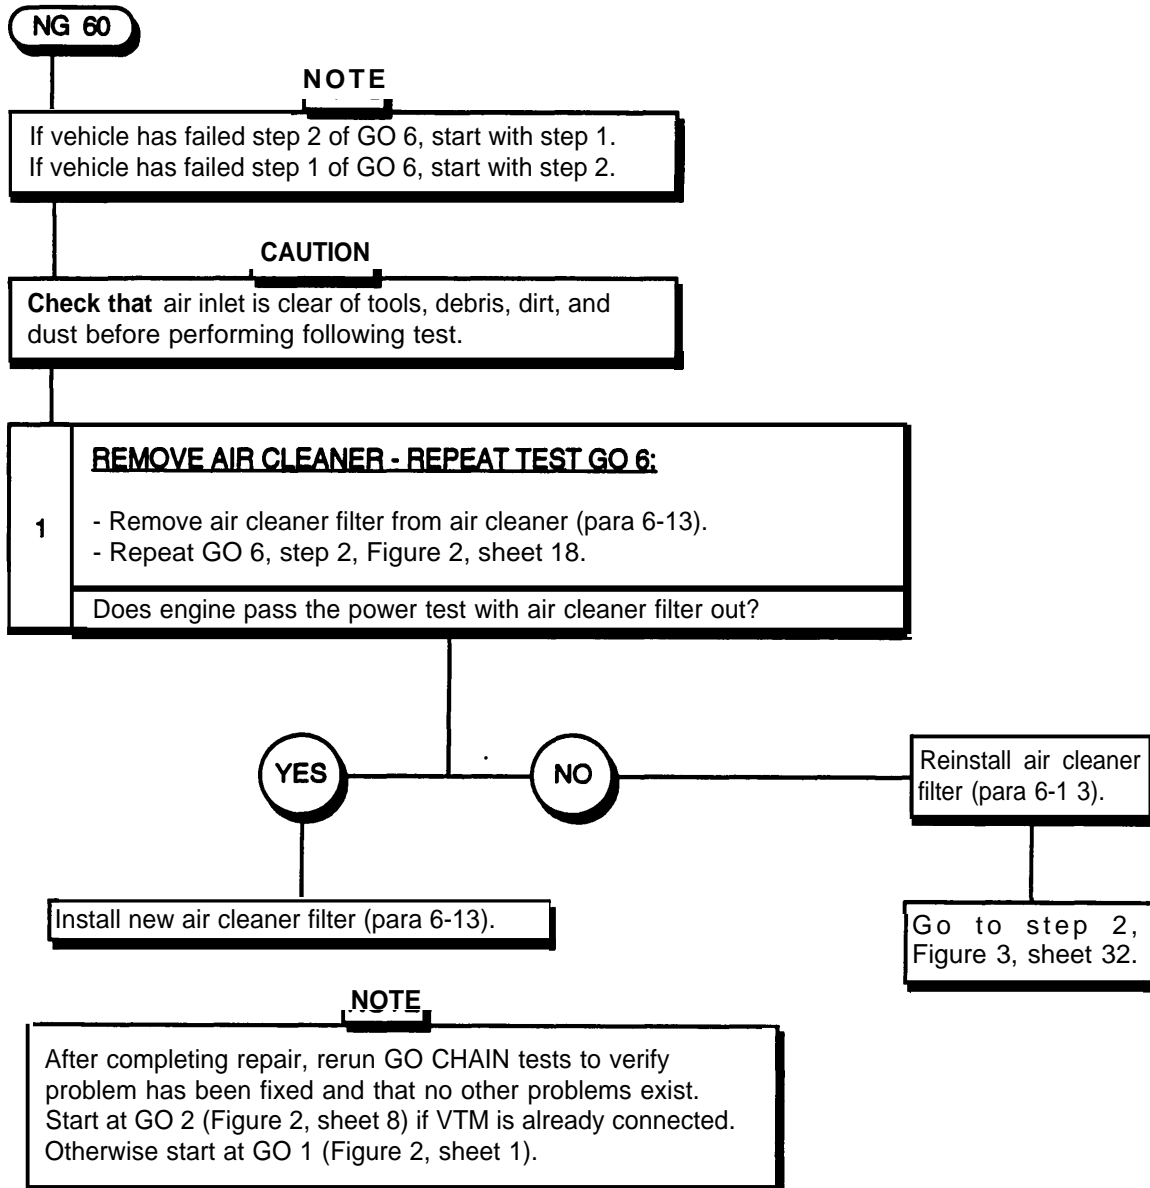 NG 60
NOTE
If vehicle has failed step 2 of GO 6, start with step 1.
If vehicle has failed step 1 of GO 6, start with step 2.
CAUTION
Check that air inlet is clear of tools, debris, dirt, and
dust before performing following test.
1
REMOVE AIR CLEANER - REPEAT TEST GO 6:
- Remove air cleaner filter from air cleaner (para 6-13).
- Repeat GO 6, step 2, Figure 2, sheet 18.
Does engine pass the power test with air cleaner filter out?
YES
NO
Reinstall air cleaner
filter (para 6-1 3).
Install new air cleaner filter (para 6-13).
Go to step 2,
Figure 3, sheet 32.
NOTE
After completing repair, rerun GO CHAIN tests to verify
problem has been fixed and that no other problems exist.
Start at GO 2 (Figure 2, sheet 8) if VTM is already connected.
Otherwise start at GO 1 (Figure 2, sheet 1).